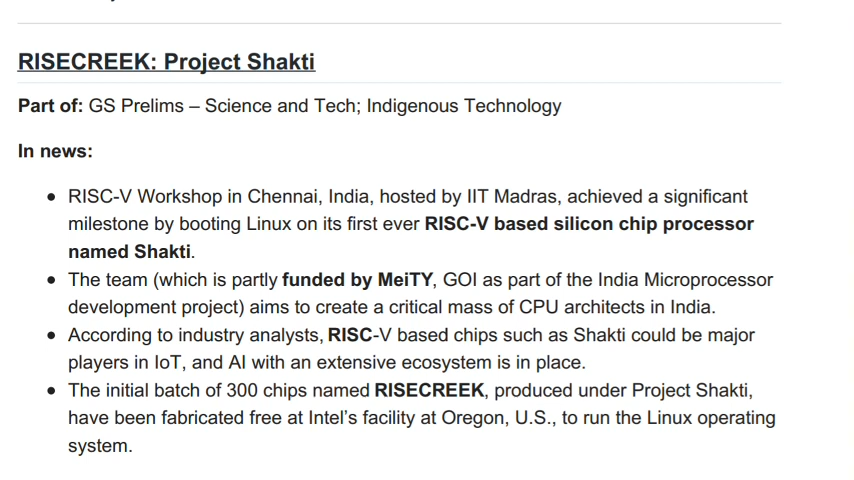 RISECREEK: Project Shakti
Part of: GS Prelims – Science and Tech; Indigenous Technology
In news:
● RISC-V Workshop in Chennai, India, hosted by IIT Madras, achieved a significant
milestone by booting Linux on its first ever RISC-V based silicon chip processor
named Shakti.
● The team (which is partly funded by MeiTY, GOI as part of the India Microprocessor
development project) aims to create a critical mass of CPU architects in India.
● According to industry analysts, RISC-V based chips such as Shakti could be major
players in IoT, and AI with an extensive ecosystem is in place.
● The initial batch of 300 chips named RISECREEK, produced under Project Shakti,
have been fabricated free at Intel’s facility at Oregon, U.S., to run the Linux operating
system.